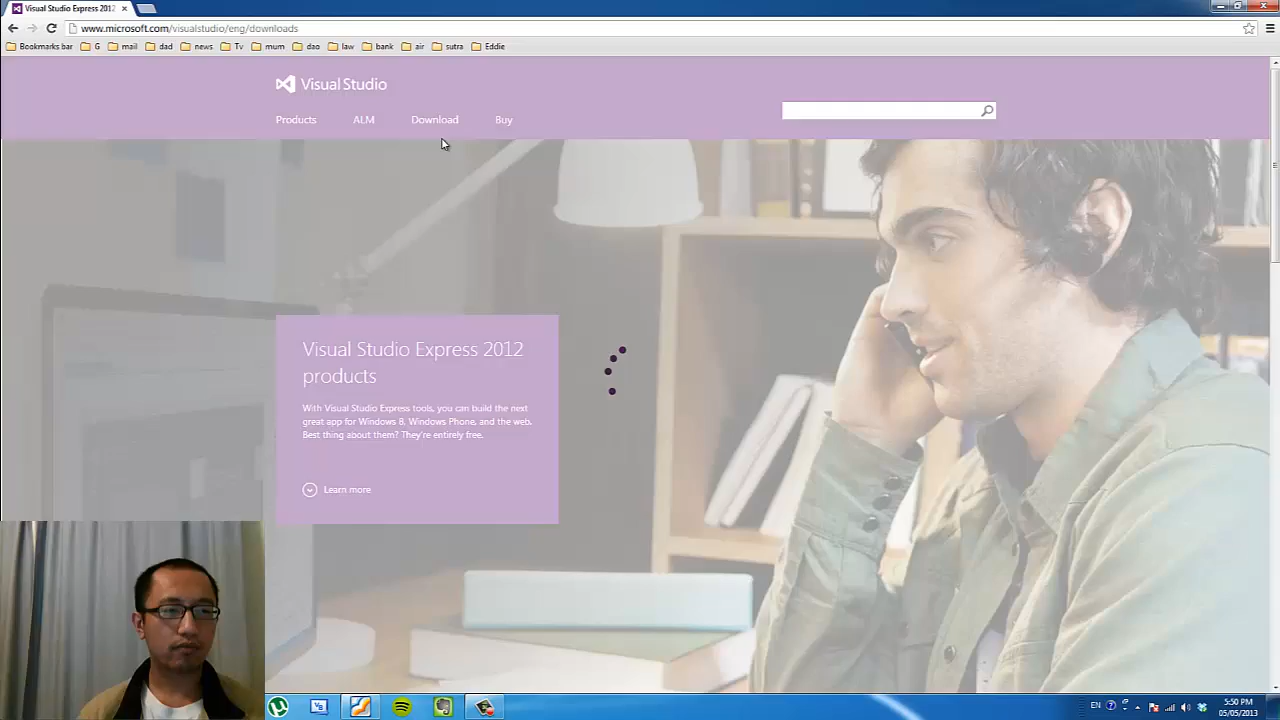 Visual Studio Express 2012
www.microsoft.com/visualstudio/eng/downloads
Bookmarks bar G mail dad news Tv mum dao law bank air sutra Eddie
Visual Studio
Products ALM Download Buy
Visual Studio Express 2012
products
With Visual Studio Express tools, you can build the next
great app for Windows 8, Windows Phone, and the web.
Best thing about them? They're entirely free.
Learn more
EN
5:50 PM
05/05/2013